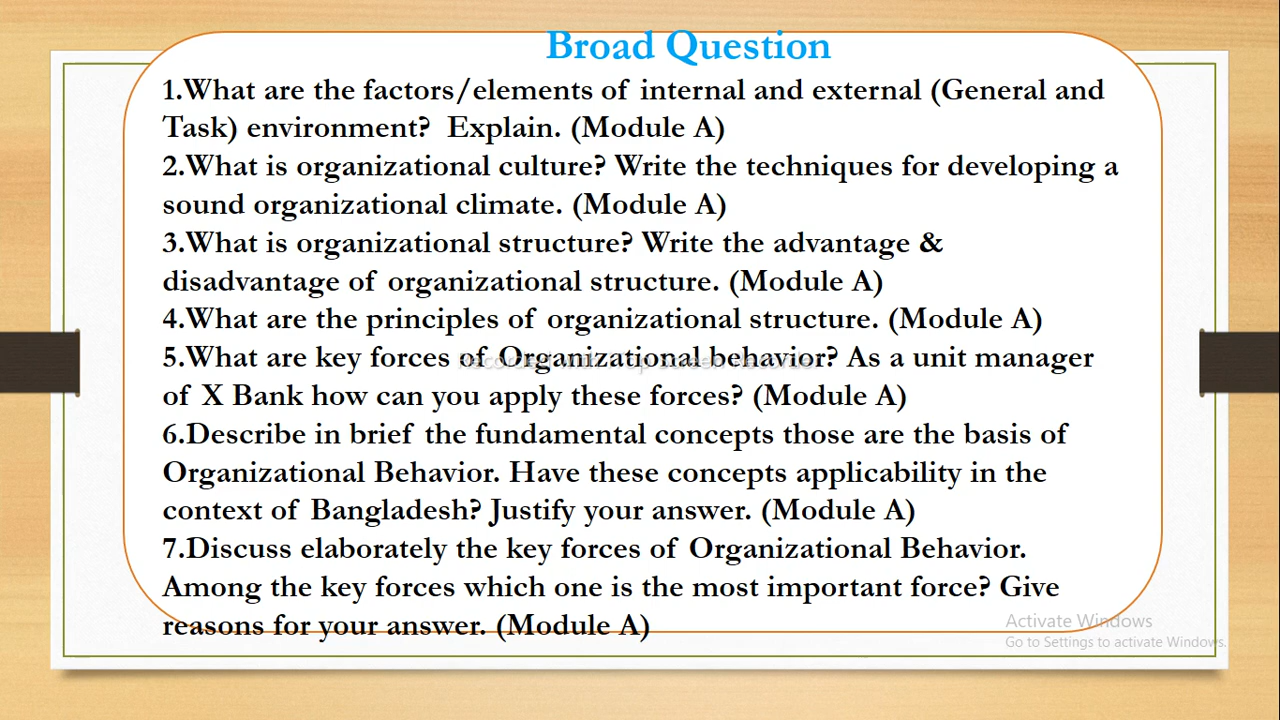 Broad Question
1.What are the factors/elements of internal and external (General and
Task) environment?  Explain. (Module A)
2.What is organizational culture? Write the techniques for developing a
sound organizational climate. (Module A)
3.What is organizational structure? Write the advantage &
disadvantage of organizational structure. (Module A)
4.What are the principles of organizational structure. (Module A)
5.What are key forces of Organizational behavior? As a unit manager
of X Bank how can you apply these forces? (Module A)
6.Describe in brief the fundamental concepts those are the basis of
Organizational Behavior. Have these concepts applicability in the
context of Bangladesh? Justify your answer. (Module A)
7.Discuss elaborately the key forces of Organizational Behavior.
Among the key forces which one is the most important force? Give
reasons for your answer. (Module A)
Activate Windows
Go to Settings to activate Windows.